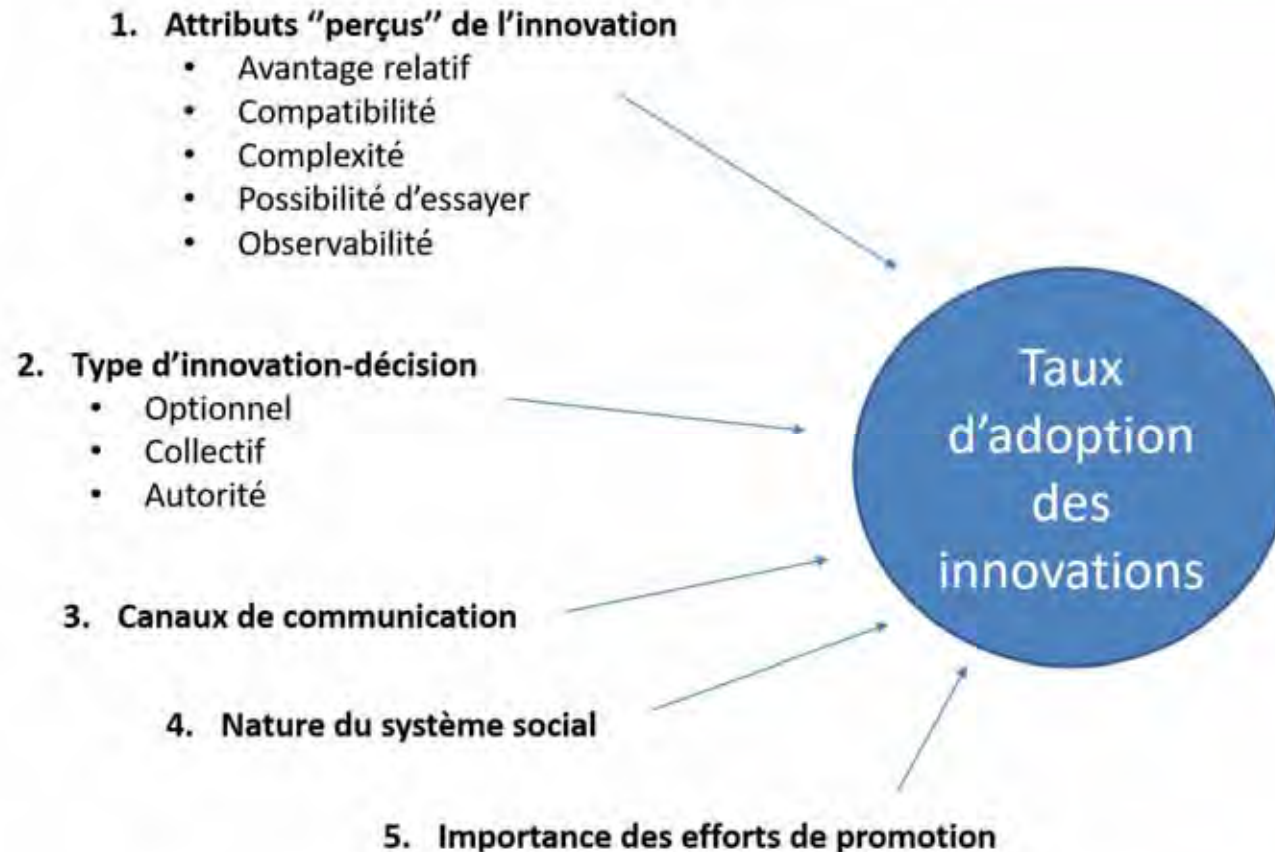 1. Attributs ‘‘perçus’’ de l’innovation
• Avantage relatif
• Compatibilité
• Complexité
• Possibilité d’essayer
• Observabilité
2. Type d’innovation-décision
• Optionnel
• Collectif
• Autorité
3. Canaux de communication
4. Nature du système social
5. Importance des efforts de promotion
Taux
d’adoption
des
innovations